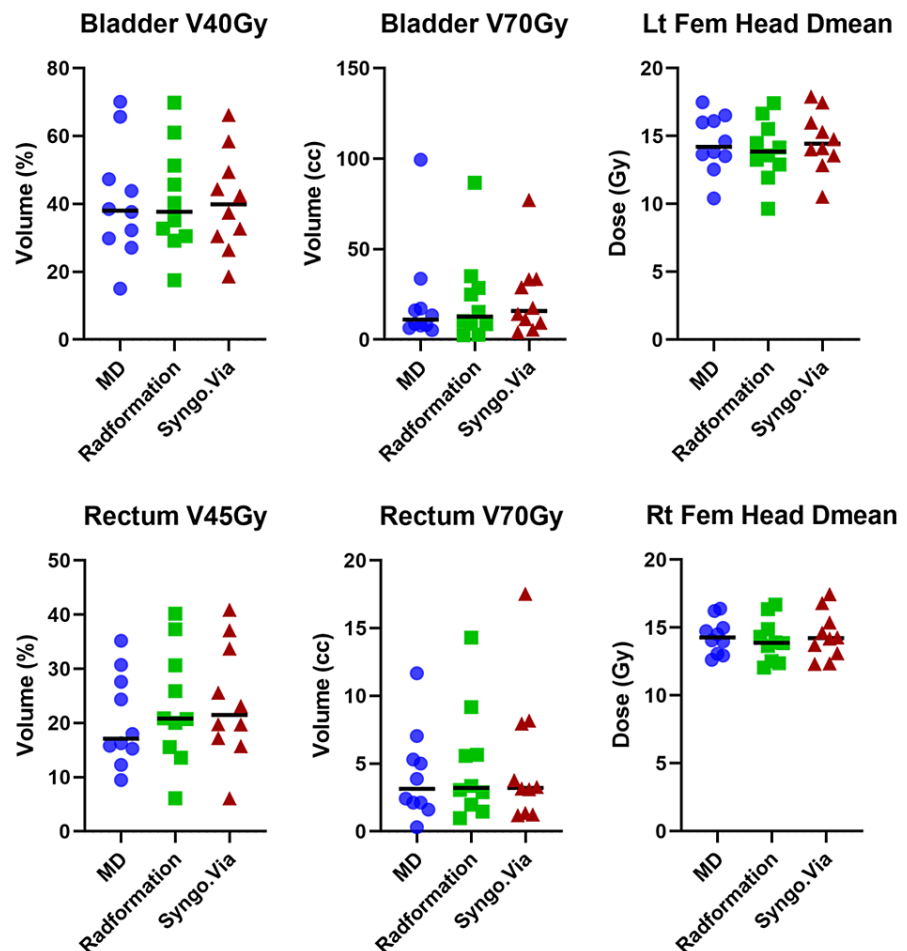 Bladder V40Gy
Volume (%)
80
60
40
20
0
MD
Radformation
Syngo.Via
Bladder V70Gy
Volume (cc)
150
100
50
0
MD
Radformation
Syngo.Via
Lt Fem Head Dmean
Dose (Gy)
20
15
10
5
0
MD
Radformation
Syngo.Via
Rectum V45Gy
Volume (%)
50
40
30
20
10
0
MD
Radformation
Syngo.Via
Rectum V70Gy
Volume (cc)
20
15
10
5
0
MD
Radformation
Syngo.Via
Rt Fem Head Dmean
Dose (Gy)
20
15
10
5
0
MD
Radformation
Syngo.Via